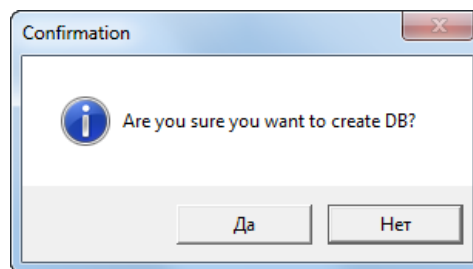 Confirmation
Are you sure you want to create DB?
Да
Нет